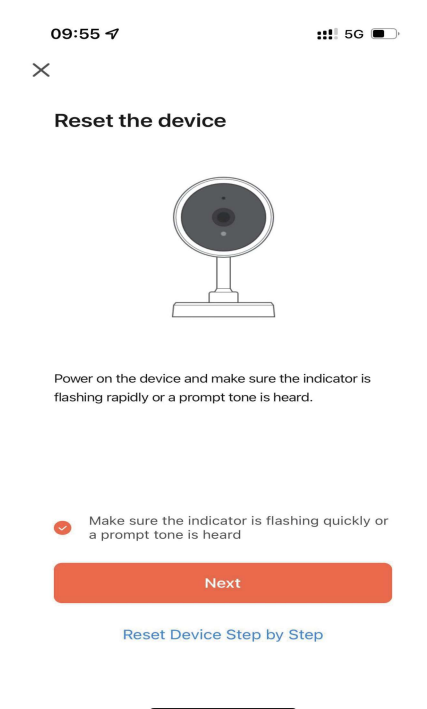 09:55
5G
Reset the device
Power on the device and make sure the indicator is
flashing rapidly or a prompt tone is heard.
Make sure the indicator is flashing quickly or
a prompt tone is heard
Next
Reset Device Step by Step